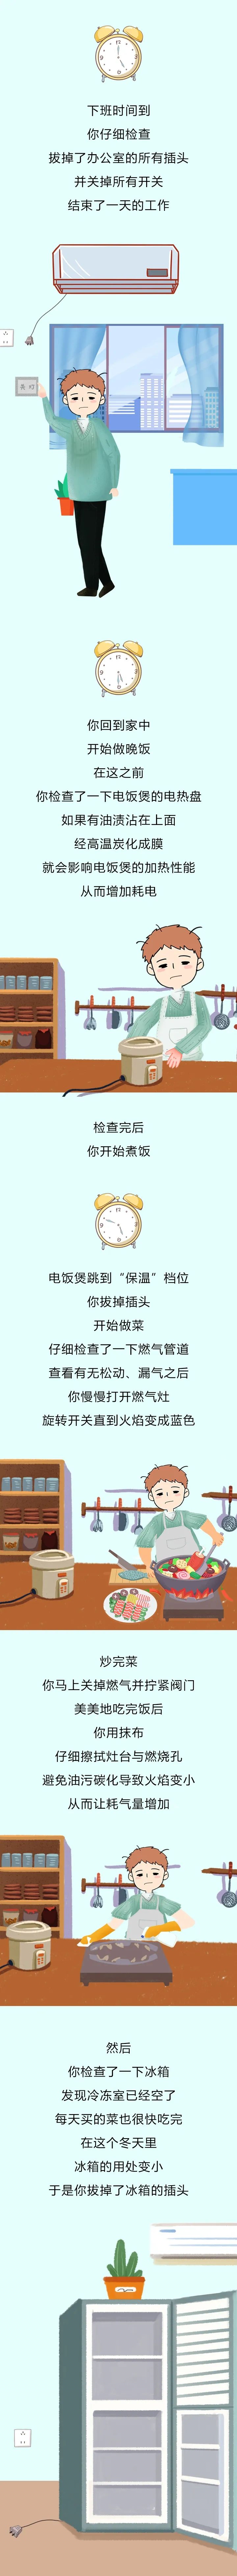 下班时间到
你仔细检查
拔掉了办公室的所有插头
并关掉所有开关
结束了一天的工作
你回到家中
开始做晚饭
在这之前
你检查了一下电饭煲的电热盘
如果有油渍沾在上面
经高温炭化成膜
就会影响电饭煲的加热性能
从而增加耗电
检查完后
你开始煮饭
电饭煲跳到“保温”档位
你拔掉插头
开始做菜
仔细检查了一下燃气管道
查看有无松动、漏气之后
你慢慢打开燃气灶
旋转开关直到火焰变成蓝色
炒完菜
你马上关掉燃气并拧紧阀门
美美地吃完饭后
你用抹布
仔细擦拭灶台与燃烧孔
避免油污碳化导致火焰变小
从而让耗气量增加
然后
你检查了一下冰箱
发现冷冻室已经空了
每天买的菜也很快吃完
在这个冬天里
冰箱的用处变小
于是你拔掉了冰箱的插头